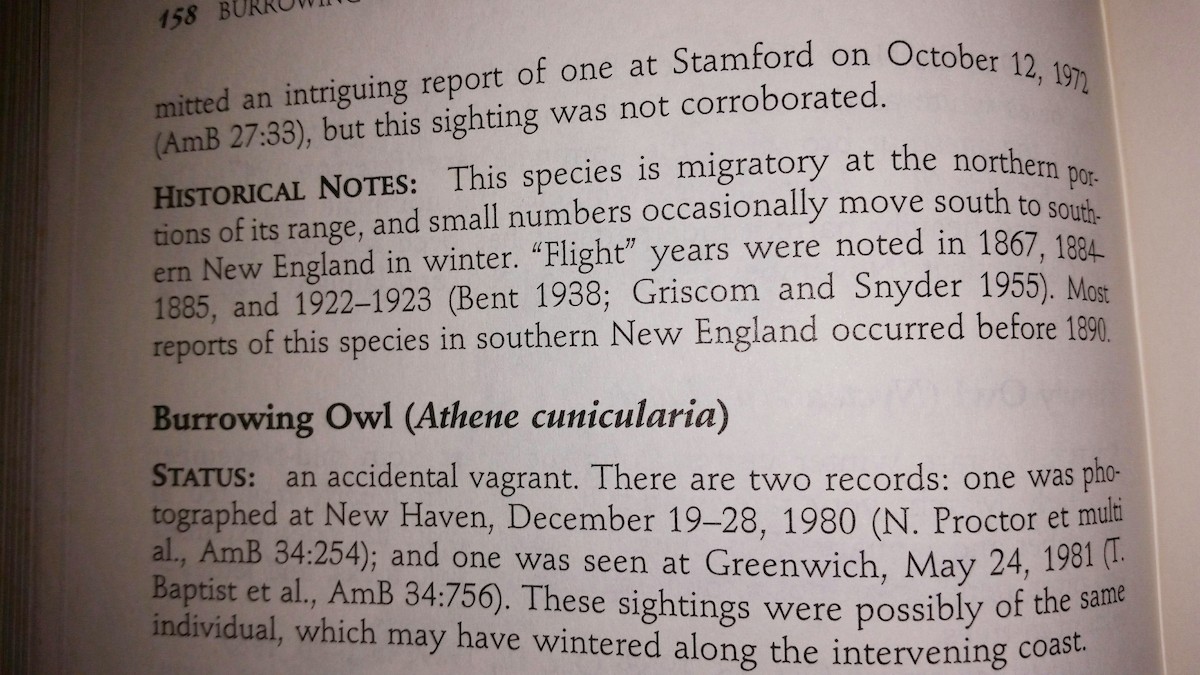 158 BURROWING
mitted an intriguing report of one at Stamford on October 12, 1972
(AmB 27:33), but this sighting was not corroborated.
HISTORICAL NOTES: This species is migratory at the northern por-
tions of its range, and small numbers occasionally move south to south-
ern New England in winter. “Flight” years were noted in 1867, 1884–
1885, and 1922–1923 (Bent 1938; Griscom and Snyder 1955). Most
reports of this species in southern New England occurred before 1890.
Burrowing Owl (Athene cunicularia)
STATUS: an accidental vagrant. There are two records: one was pho-
tographed at New Haven, December 19–28, 1980 (N. Proctor et multi
al., AmB 34:254); and one was seen at Greenwich, May 24, 1981 (T.
Baptist et al., AmB 34:756). These sightings were possibly of the same
individual, which may have wintered along the intervening coast.